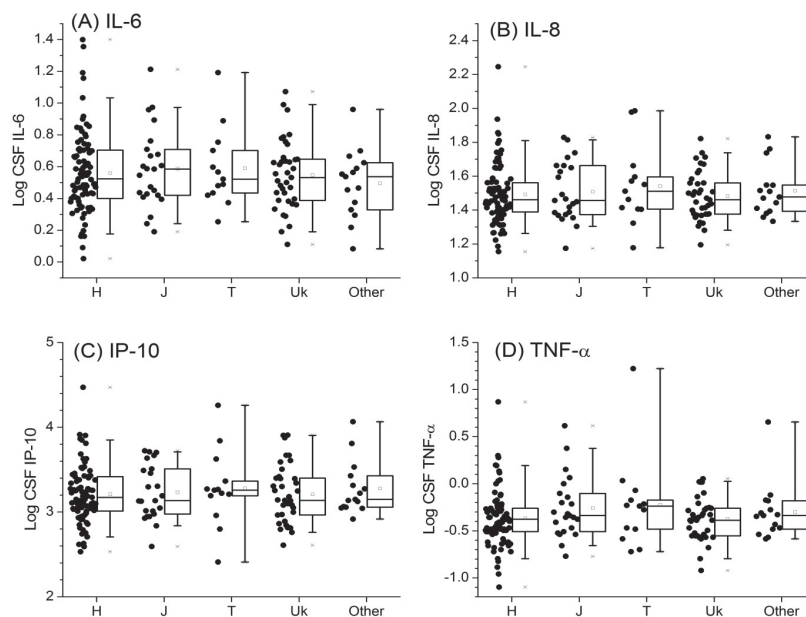 (A) IL-6
Log CSF IL-6
1.4
1.2
1.0
0.8
0.6
0.4
0.2
0.0
H J T Uk Other
(B) IL-8
Log CSF IL-8
2.4
2.2
2.0
1.8
1.6
1.4
1.2
1.0
H J T Uk Other
(C) IP-10
Log CSF IP-10
5
4
3
2
H J T Uk Other
(D) TNF-α
Log CSF TNF-α
1.5
1.0
0.5
-0.0
-0.5
-1.0
H J T Uk Other